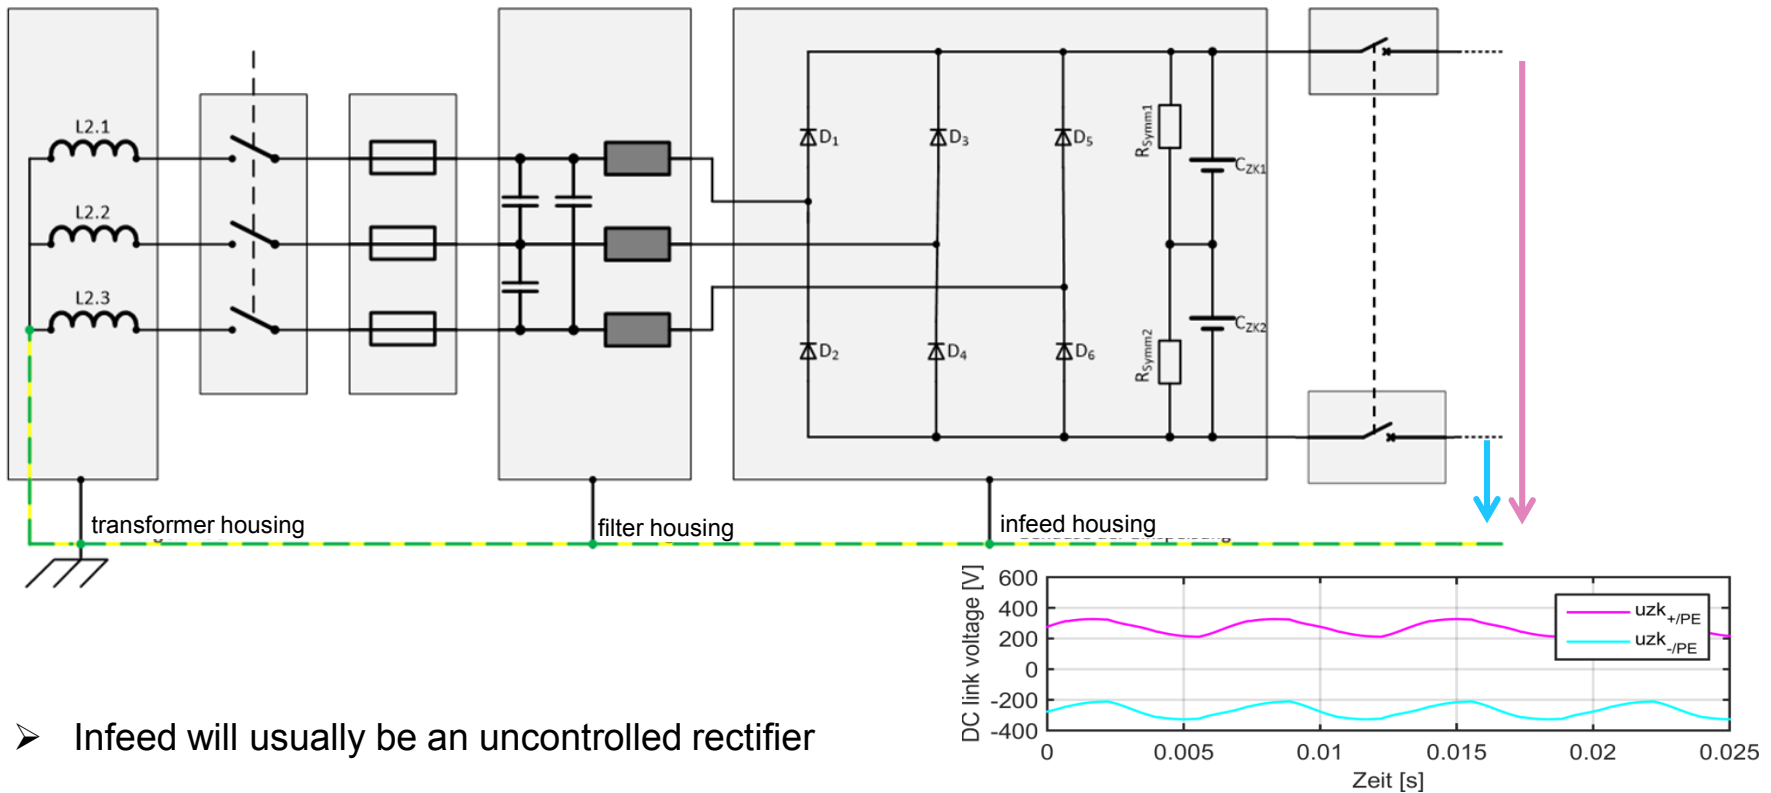 L2.1
L2.2
L2.3
D1
D3
D5
D2
D4
D6
RSymm1
RSymm2
CZK1
CZK2
transformer housing
filter housing
infeed housing
DC link voltage [V]
600
400
200
0
-200
-400
uzk +/PE
uzk -/PE
0
0.005
0.01
0.015
0.02
0.025
Zeit [s]
➢ Infeed will usually be an uncontrolled rectifier